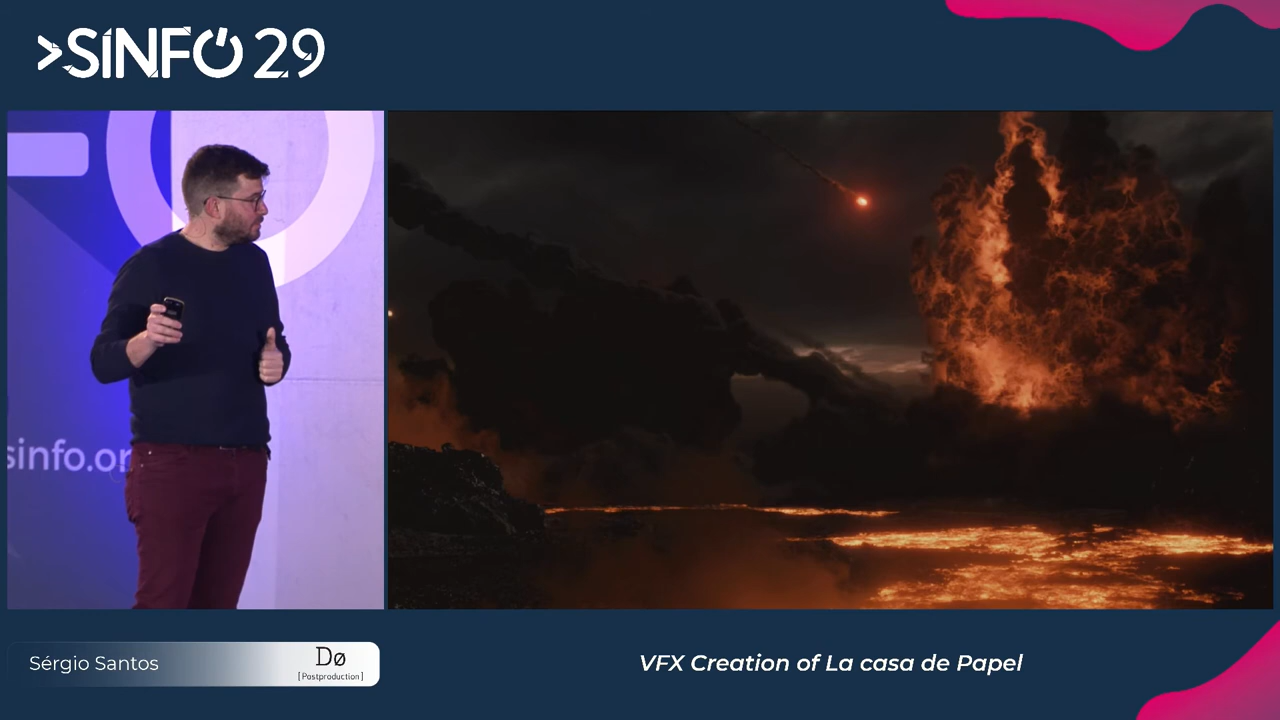 >SINFO 29
sinfo.or
Sérgio Santos
Dø
[Postproduction]
VFX Creation of La casa de Papel